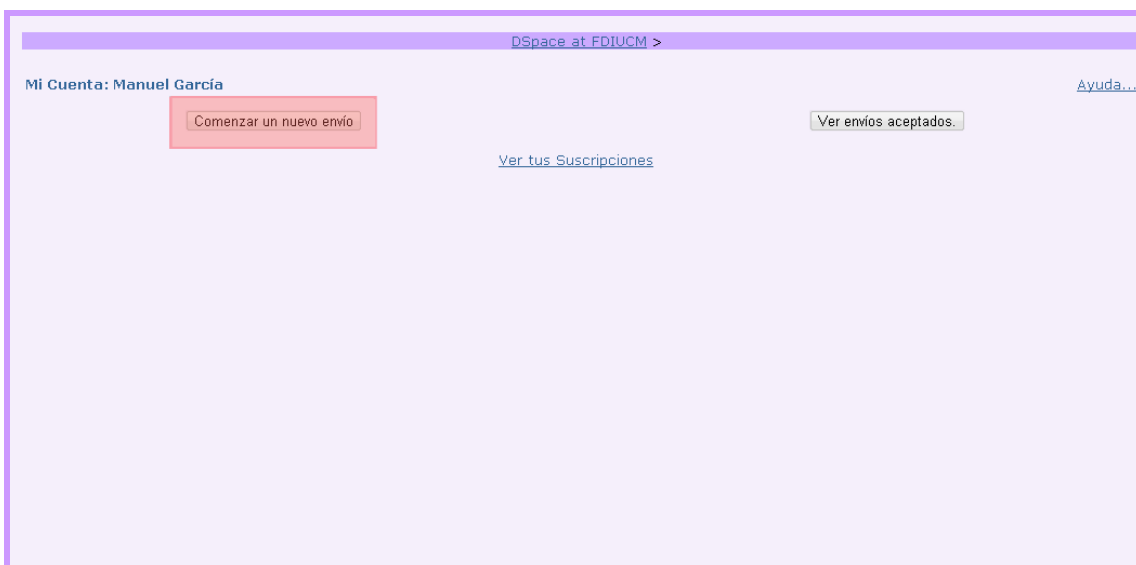 DSpace at FDIUCM >
Mi Cuenta: Manuel García
Ayuda...
Comenzar un nuevo envío
Ver envíos aceptados.
Ver tus Suscripciones